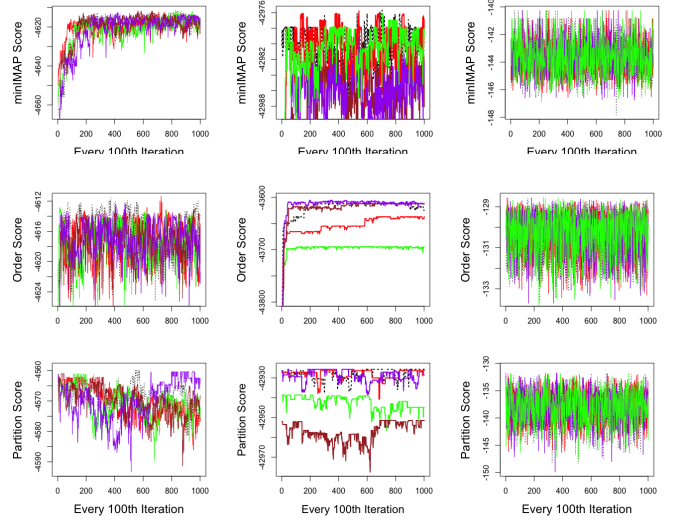 minIMAP Score
-4620
-4640
-4660
0 200 400 600 800 1000
Every 100th Iteration
minIMAP Score
-42976
-42982
-42988
0 200 400 600 800 1000
Every 100th Iteration
minIMAP Score
-140
-142
-144
-146
-148
0 200 400 600 800 1000
Every 100th Iteration
Order Score
-4612
-4616
-4620
-4624
0 200 400 600 800 1000
Order Score
-43600
-43700
-43800
0 200 400 600 800 1000
Order Score
-129
-131
-133
0 200 400 600 800 1000
Partition Score
-4560
-4570
-4580
-4590
0 200 400 600 800 1000
Every 100th Iteration
Partition Score
-42930
-42950
-42970
0 200 400 600 800 1000
Every 100th Iteration
Partition Score
-130
-135
-140
-145
-150
0 200 400 600 800 1000
Every 100th Iteration